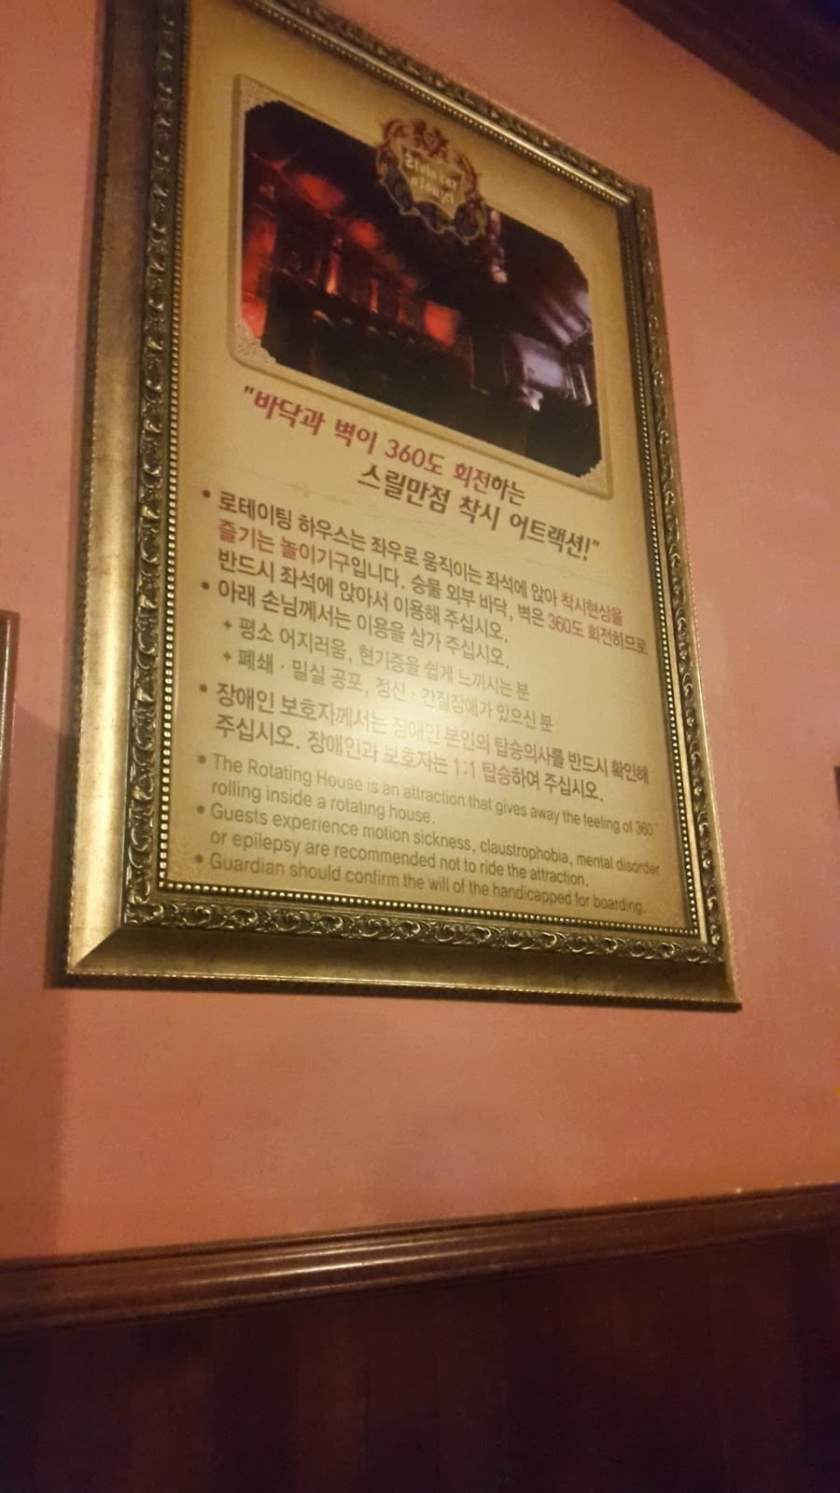 "바닥과 벽이 360도 회전하는
스릴만점 착시 어트랙션!"
• 로테이팅 하우스는 좌우로 움직이는 좌석에 앉아 착시현상을
즐기는 놀이기구입니다. 승물 외부 바닥, 벽은 360도 회전하므로
반드시 좌석에 앉아서 이용해 주십시오.
• 아래 손님께서는 이용을 삼가 주십시오.
+ 평소 어지러움, 현기증을 쉽게 느끼시는 분
+ 폐쇄 · 밀실 공포, 정신 · 간질장애가 있으신 분
• 장애인 보호자께서는 장애인 본인의 탑승의사를 반드시 확인해
주십시오. 장애인과 보호자는 1:1 탑승하여 주십시오.
• The Rotating House is an attraction that gives away the feeling of 360°
rolling inside a rotating house.
• Guests experience motion sickness, claustrophobia, mental disorder
or epilepsy are recommended not to ride the attraction.
• Guardian should confirm the will of the handicapped for boarding.